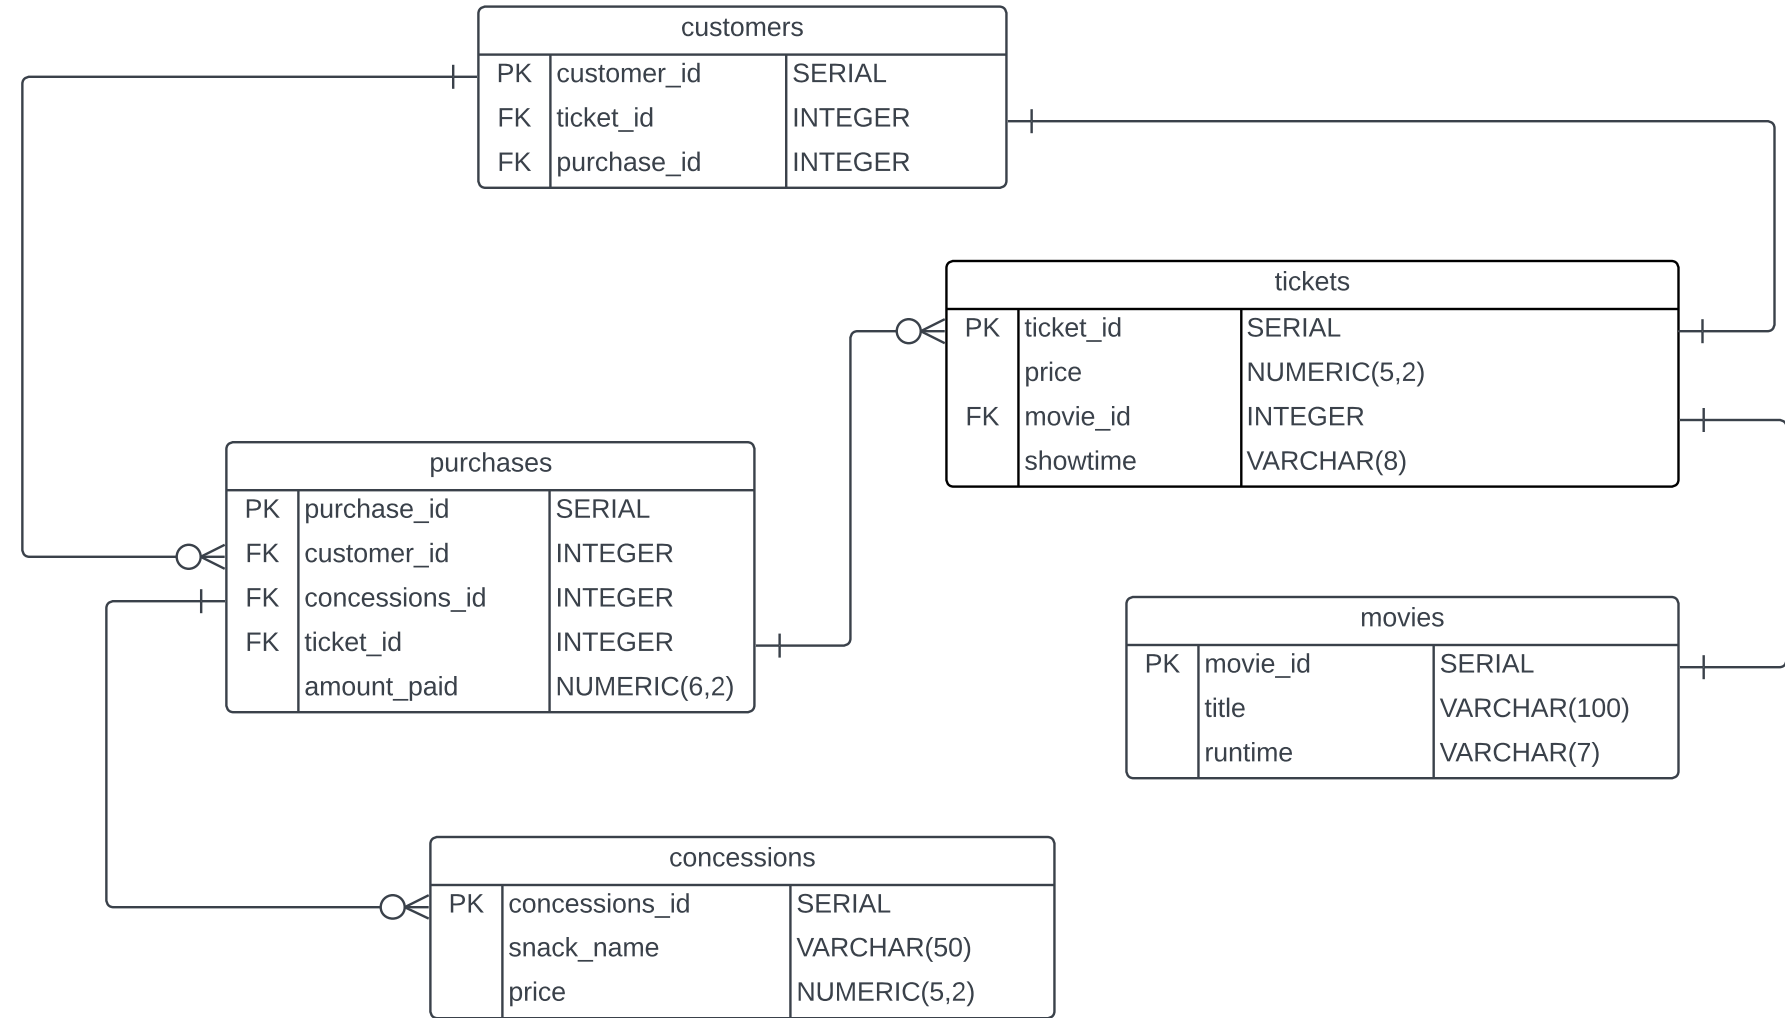 customers
PK customer_id SERIAL
FK ticket_id INTEGER
FK purchase_id INTEGER
tickets
PK ticket_id SERIAL
price NUMERIC(5,2)
FK movie_id INTEGER
showtime VARCHAR(8)
purchases
PK purchase_id SERIAL
FK customer_id INTEGER
FK concessions_id INTEGER
FK ticket_id INTEGER
amount_paid NUMERIC(6,2)
movies
PK movie_id SERIAL
title VARCHAR(100)
runtime VARCHAR(7)
concessions
PK concessions_id SERIAL
snack_name VARCHAR(50)
price NUMERIC(5,2)